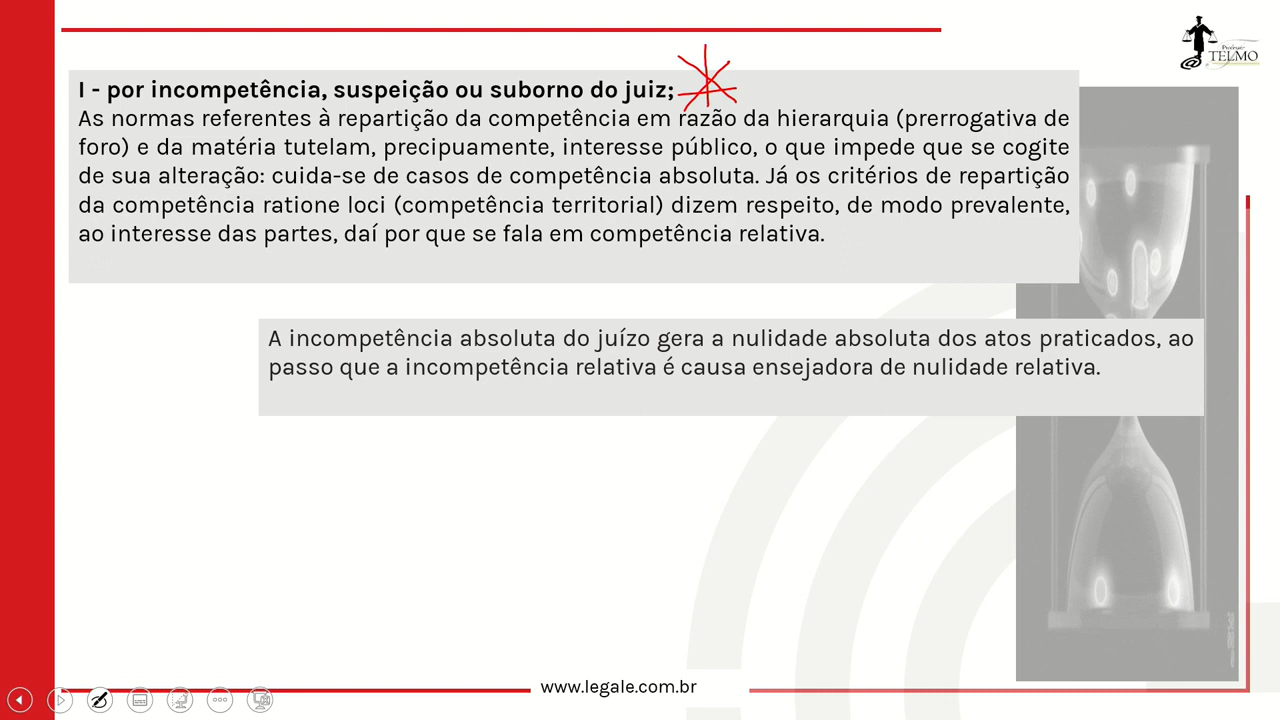 Professor
TELMO
I - por incompetência, suspeição ou suborno do juiz;
As normas referentes à repartição da competência em razão da hierarquia (prerrogativa de
foro) e da matéria tutelam, precipuamente, interesse público, o que impede que se cogite
de sua alteração: cuida-se de casos de competência absoluta. Já os critérios de repartição
da competência ratione loci (competência territorial) dizem respeito, de modo prevalente,
ao interesse das partes, daí por que se fala em competência relativa.
A incompetência absoluta do juízo gera a nulidade absoluta dos atos praticados, ao
passo que a incompetência relativa é causa ensejadora de nulidade relativa.
www.legale.com.br